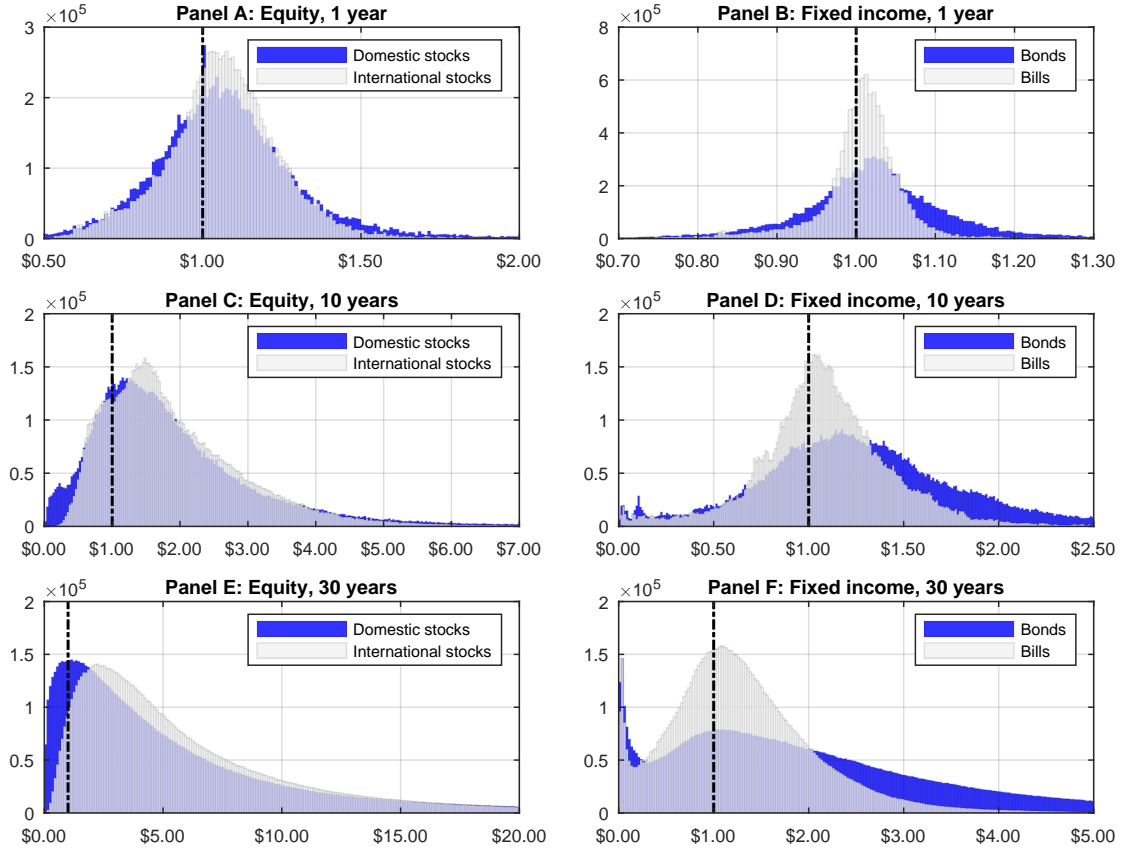 Panel A: Equity, 1 year
×10^5
3
2
1
0
Domestic stocks
International stocks
$0.50 $1.00 $1.50 $2.00
Panel B: Fixed income, 1 year
×10^5
8
6
4
2
0
Bonds
Bills
$0.70 $0.80 $0.90 $1.00 $1.10 $1.20 $1.30
Panel C: Equity, 10 years
×10^5
2
1.5
1
0.5
0
Domestic stocks
International stocks
$0.00 $1.00 $2.00 $3.00 $4.00 $5.00 $6.00 $7.00
Panel D: Fixed income, 10 years
×10^5
2
1.5
1
0.5
0
Bonds
Bills
$0.00 $0.50 $1.00 $1.50 $2.00 $2.50
Panel E: Equity, 30 years
×10^5
2
1.5
1
0.5
0
Domestic stocks
International stocks
$0.00 $5.00 $10.00 $15.00 $20.00
Panel F: Fixed income, 30 years
×10^5
2
1.5
1
0.5
0
Bonds
Bills
$0.00 $1.00 $2.00 $3.00 $4.00 $5.00